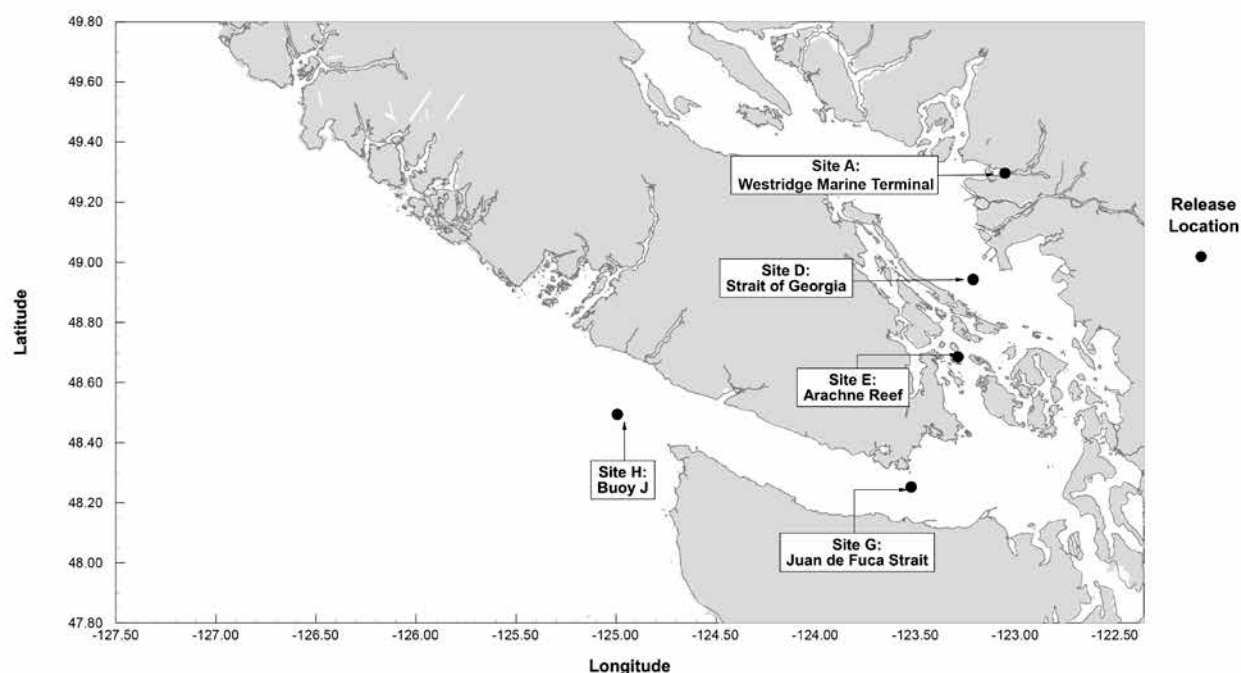 49.80
49.60
49.40
49.20
49.00
48.80
48.60
48.40
48.20
48.00
47.80
Latitude
-127.50
-127.00
-126.50
-126.00
-125.50
-125.00
-124.50
-124.00
-123.50
-123.00
-122.50
Longitude
Site A:
Westridge Marine Terminal
Site D:
Strait of Georgia
Site E:
Arachne Reef
Site H:
Buoy J
Site G:
Juan de Fuca Strait
Release
Location